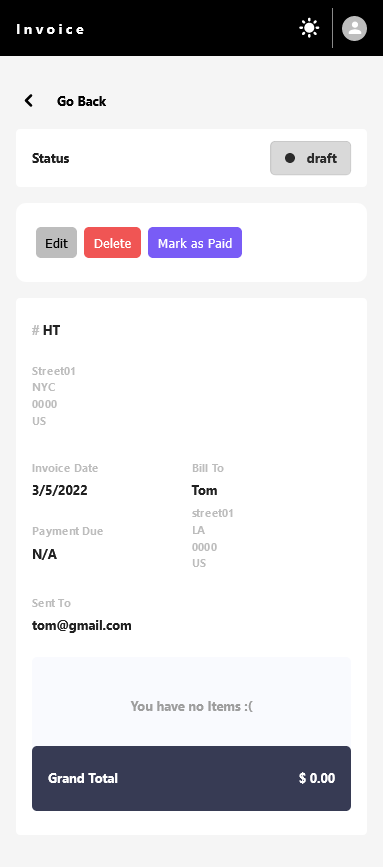 Invoice
Go Back
Status
draft
Edit
Delete
Mark as Paid
# HT
Street01
NYC
0000
US
Invoice Date
3/5/2022
Payment Due
N/A
Bill To
Tom
street01
LA
0000
US
Sent To
tom@gmail.com
You have no Items :(
Grand Total
$ 0.00